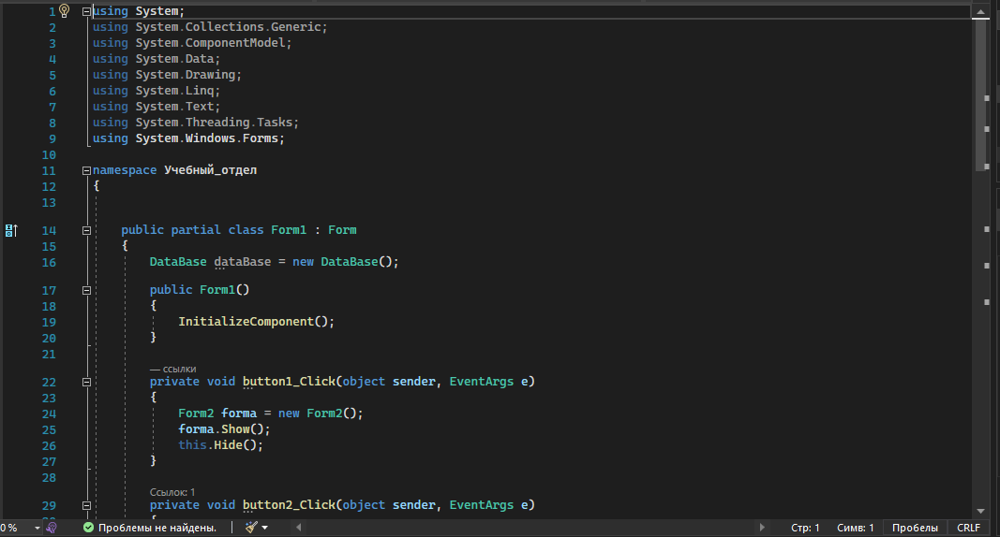 1 using System;
2 using System.Collections.Generic;
3 using System.ComponentModel;
4 using System.Data;
5 using System.Drawing;
6 using System.Linq;
7 using System.Text;
8 using System.Threading.Tasks;
9 using System.Windows.Forms;
10
11 namespace Учебный_отдел
12 {
13
14 public partial class Form1 : Form
15 {
16 DataBase dataBase = new DataBase();
17 public Form1()
18 {
19 InitializeComponent();
20 }
21
— ссылки
22 private void button1_Click(object sender, EventArgs e)
23 {
24 Form2 forma = new Form2();
25 forma.Show();
26 this.Hide();
27 }
28
Ссылок: 1
29 private void button2_Click(object sender, EventArgs e)
0% Проблемы не найдены. Стр: 1 Симв: 1 Пробелы CRLF